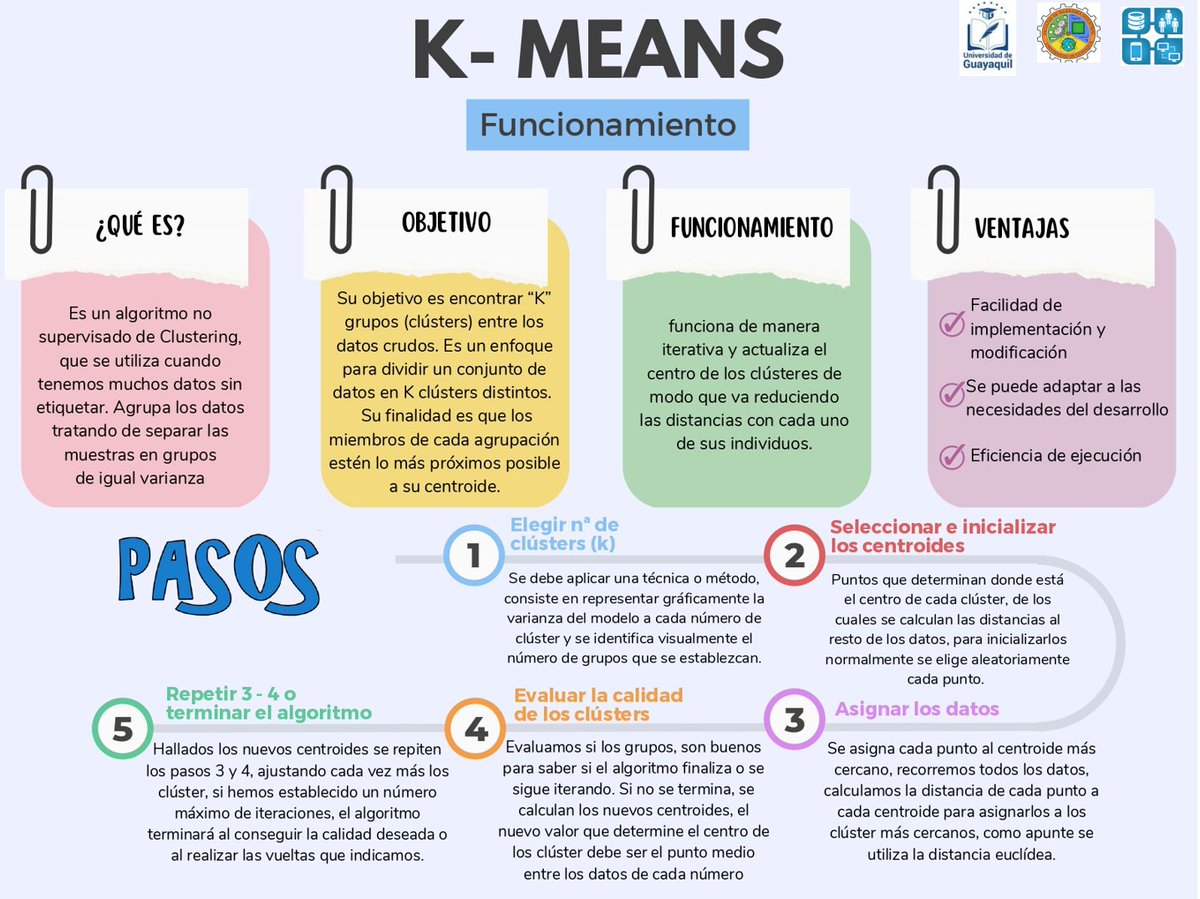 K- MEANS
Universidad de
Guayaquil
Funcionamiento
¿QUÉ ES?
Es un algoritmo no
supervisado de Clustering,
que se utiliza cuando
tenemos muchos datos sin
etiquetar. Agrupa los datos
tratando de separar las
muestras en grupos
de igual varianza
OBJETIVO
Su objetivo es encontrar “K”
grupos (clústers) entre los
datos crudos. Es un enfoque
para dividir un conjunto de
datos en K clústers distintos.
Su finalidad es que los
miembros de cada agrupación
estén lo más próximos posible
a su centroide.
FUNCIONAMIENTO
funciona de manera
iterativa y actualiza el
centro de los clústeres de
modo que va reduciendo
las distancias con cada uno
de sus individuos.
VENTAJAS
Facilidad de
implementación y
modificación
Se puede adaptar a las
necesidades del desarrollo
Eficiencia de ejecución
PASOS
1
Elegir nª de
clústers (k)
Se debe aplicar una técnica o método,
consiste en representar gráficamente la
varianza del modelo a cada número de
clúster y se identifica visualmente el
número de grupos que se establezcan.
2
Seleccionar e inicializar
los centroides
Puntos que determinan donde está
el centro de cada clúster, de los
cuales se calculan las distancias al
resto de los datos, para inicializarlos
normalmente se elige aleatoriamente
cada punto.
3
Asignar los datos
Se asigna cada punto al centroide más
cercano, recorremos todos los datos,
calculamos la distancia de cada punto a
cada centroide para asignarlos a los
clúster más cercanos, como apunte se
utiliza la distancia euclídea.
4
Evaluar la calidad
de los clústers
Evaluamos si los grupos, son buenos
para saber si el algoritmo finaliza o se
sigue iterando. Si no se termina, se
calculan los nuevos centroides, el
nuevo valor que determine el centro de
los clúster debe ser el punto medio
entre los datos de cada número
5
Repetir 3 - 4 o
terminar el algoritmo
Hallados los nuevos centroides se repiten
los pasos 3 y 4, ajustando cada vez más los
clúster, si hemos establecido un número
máximo de iteraciones, el algoritmo
terminará al conseguir la calidad deseada o
al realizar las vueltas que indicamos.